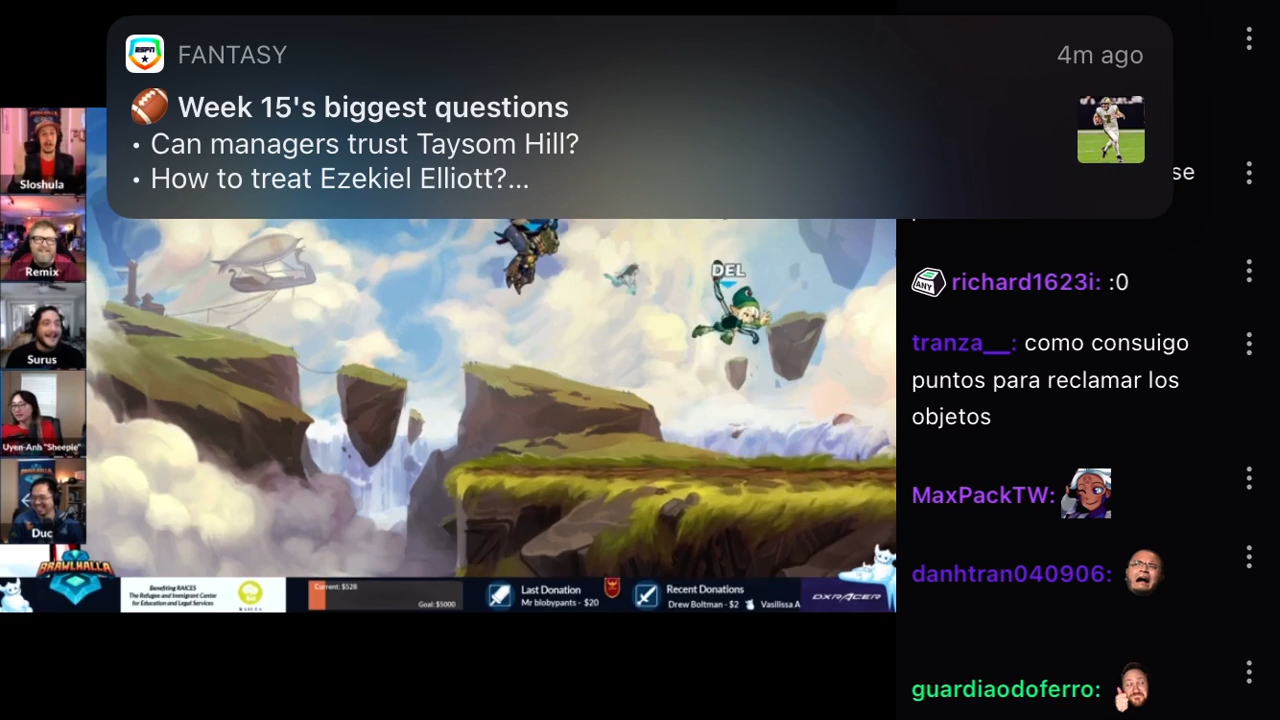 ESPN
FANTASY
4m ago
🏈 Week 15's biggest questions
• Can managers trust Taysom Hill?
• How to treat Ezekiel Elliott?...
se
Sloshula
Remix
Surus
Uyen-Anh "Sheepie"
Duc
DEL
ANY richard1623i: :0
tranza__: como consuigo
puntos para reclamar los
objetos
MaxPackTW:
danhtran040906:
guardiaodoferro:
BRAWLHALLA
Benefiting RAICES
The Refugee and Immigrant Center
for Education and Legal Services
Current: $528
Goal: $5000
Last Donation
Mr blobypants - $20
Recent Donations
Drew Boltman - $2
Vasilissa A
DXRACER